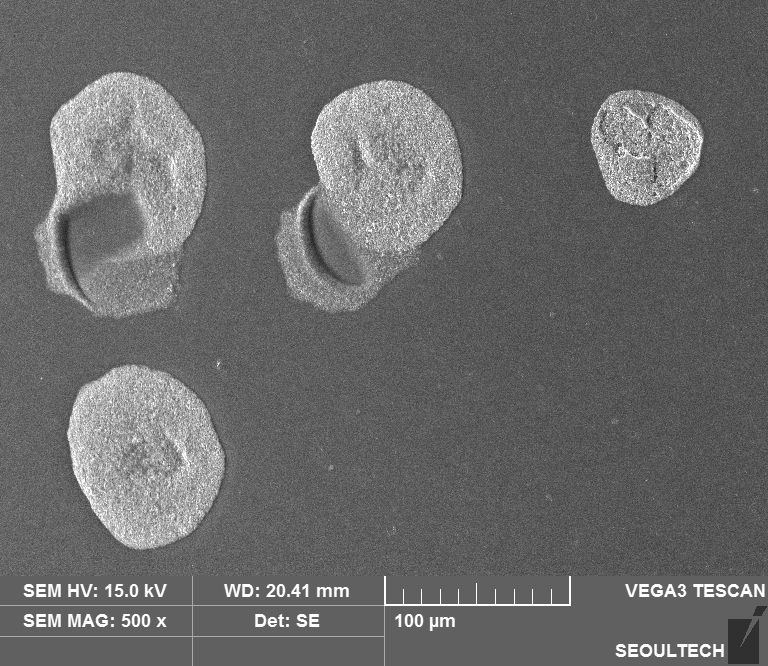 SEM HV: 15.0 kV WD: 20.41 mm VEGA3 TESCAN
SEM MAG: 500 x Det: SE 100 µm
SEOULTECH